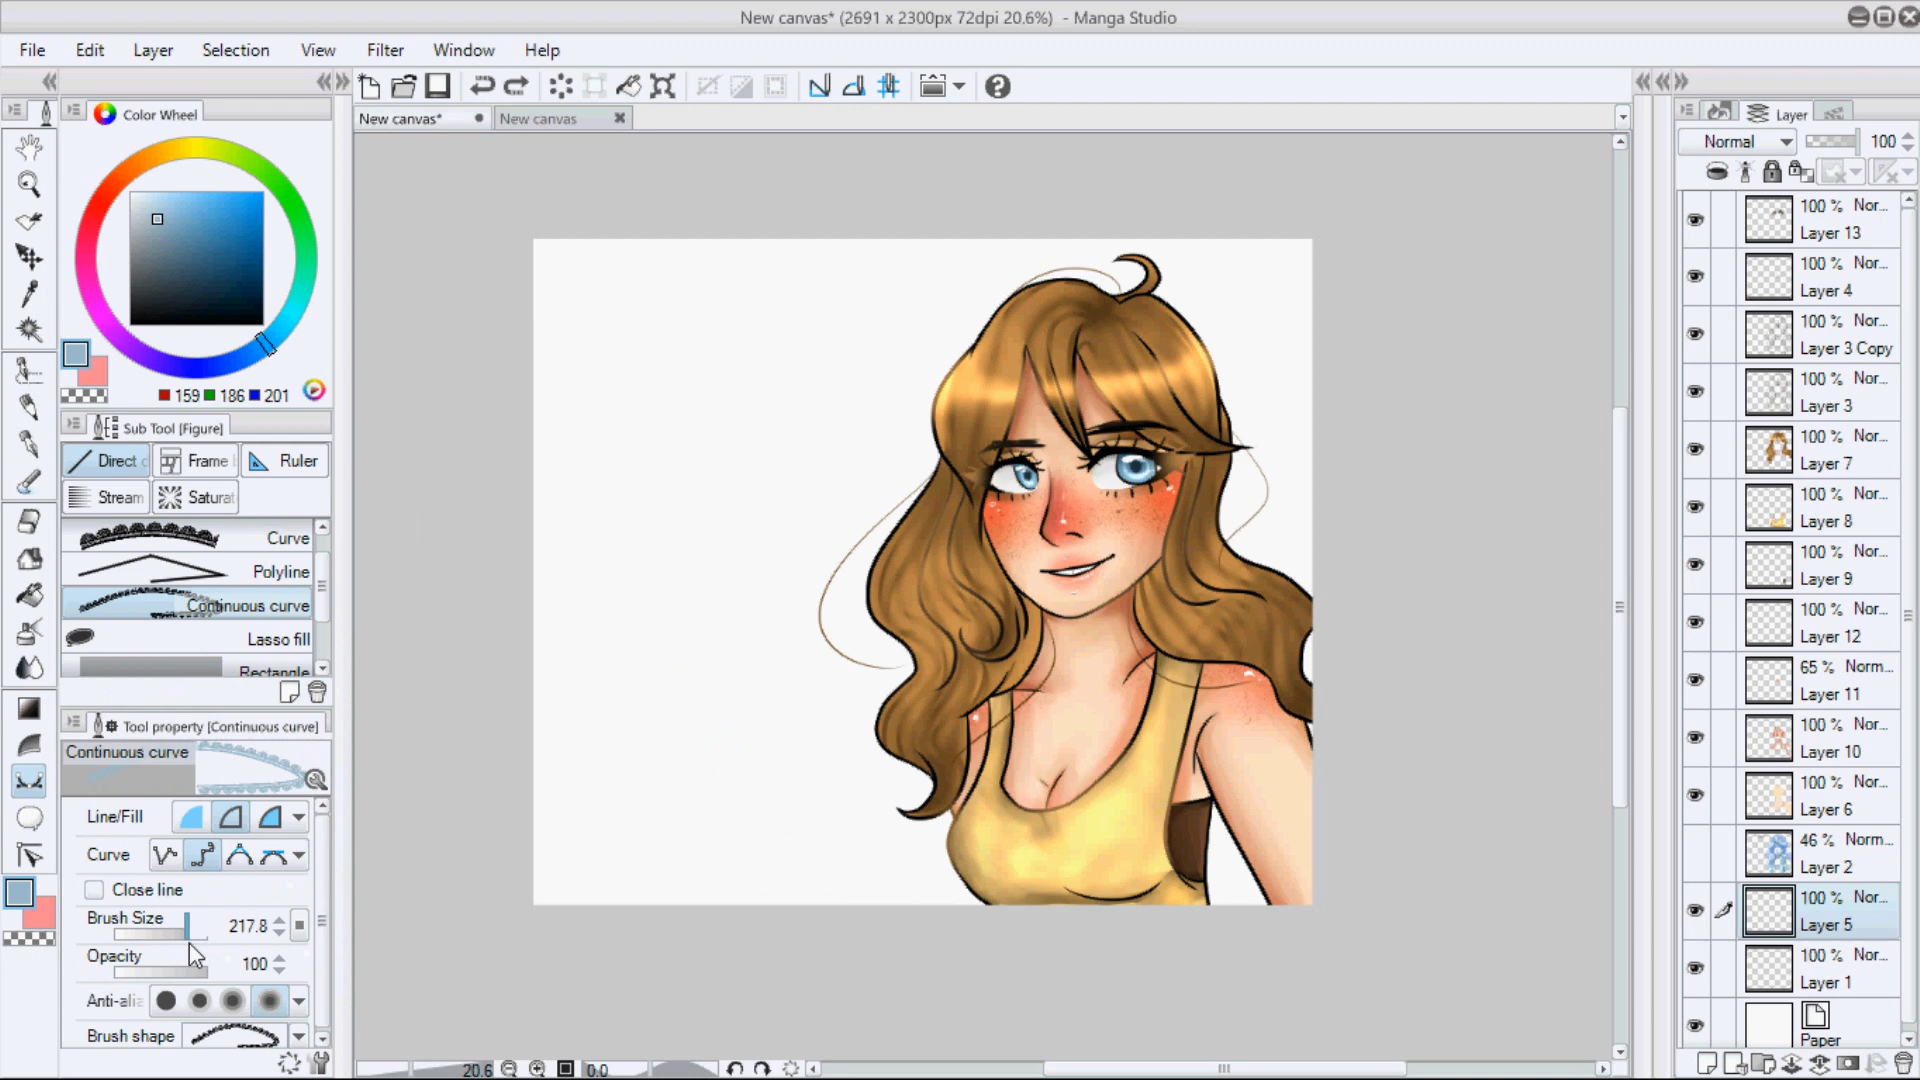 New canvas* (2691 x 2300px 72dpi 20.6%) - Manga Studio
File Edit Layer Selection View Filter Window Help
Color Wheel
New canvas* New canvas
Layer
Normal 100
159 186 201
Sub Tool [Figure]
Direct Frame Ruler
Stream Saturat
Curve
Polyline
Continuous curve
Lasso fill
Rectangle
Tool property [Continuous curve]
Continuous curve
Line/Fill
Curve
Close line
Brush Size 217.8
Opacity 100
Anti-alia
Brush shape
20.6 0.0
100 % Nor...
Layer 13
100 % Nor...
Layer 4
100 % Nor...
Layer 3 Copy
100 % Nor...
Layer 3
100 % Nor...
Layer 7
100 % Nor...
Layer 8
100 % Nor...
Layer 9
100 % Nor...
Layer 12
65 % Norm...
Layer 11
100 % Nor...
Layer 10
100 % Nor...
Layer 6
46 % Norm...
Layer 2
100 % Nor...
Layer 5
100 % Nor...
Layer 1
Paper